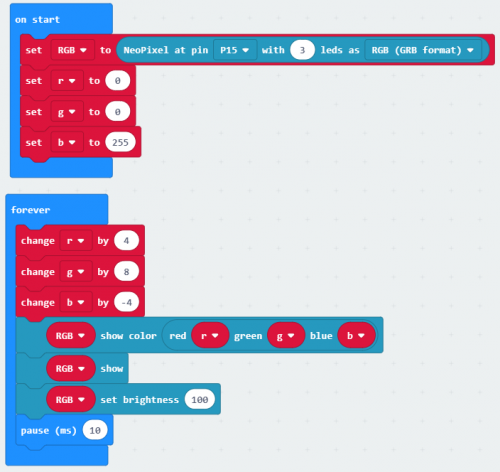 on start
set RGB to NeoPixel at pin P15 with 3 leds as RGB (GRB format)
set r to 0
set g to 0
set b to 255
forever
change r by 4
change g by 8
change b by -4
RGB show color red r green g blue b
RGB show
RGB set brightness 100
pause (ms) 10